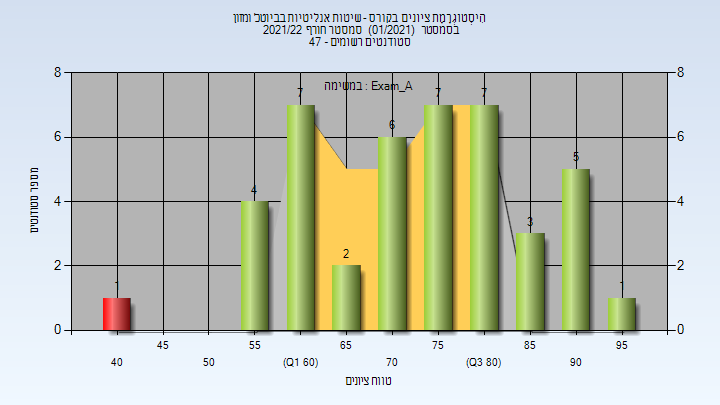 היסטוגרמת ציונים בקורס - שיטות אנליטיות בביוטכ' ומזון
בסמסטר (01/2021) סמסטר חורף 2021/22
סטודנטים רשומים - 47
במשימה : Exam_A
מספר סטודנטים
8 8
6 6
4 4
2 2
0 0
1 4 7 2 6 7 7 3 5 1
40 45 50 55 (Q1 60) 65 70 75 (Q3 80) 85 90 95
טווח ציונים